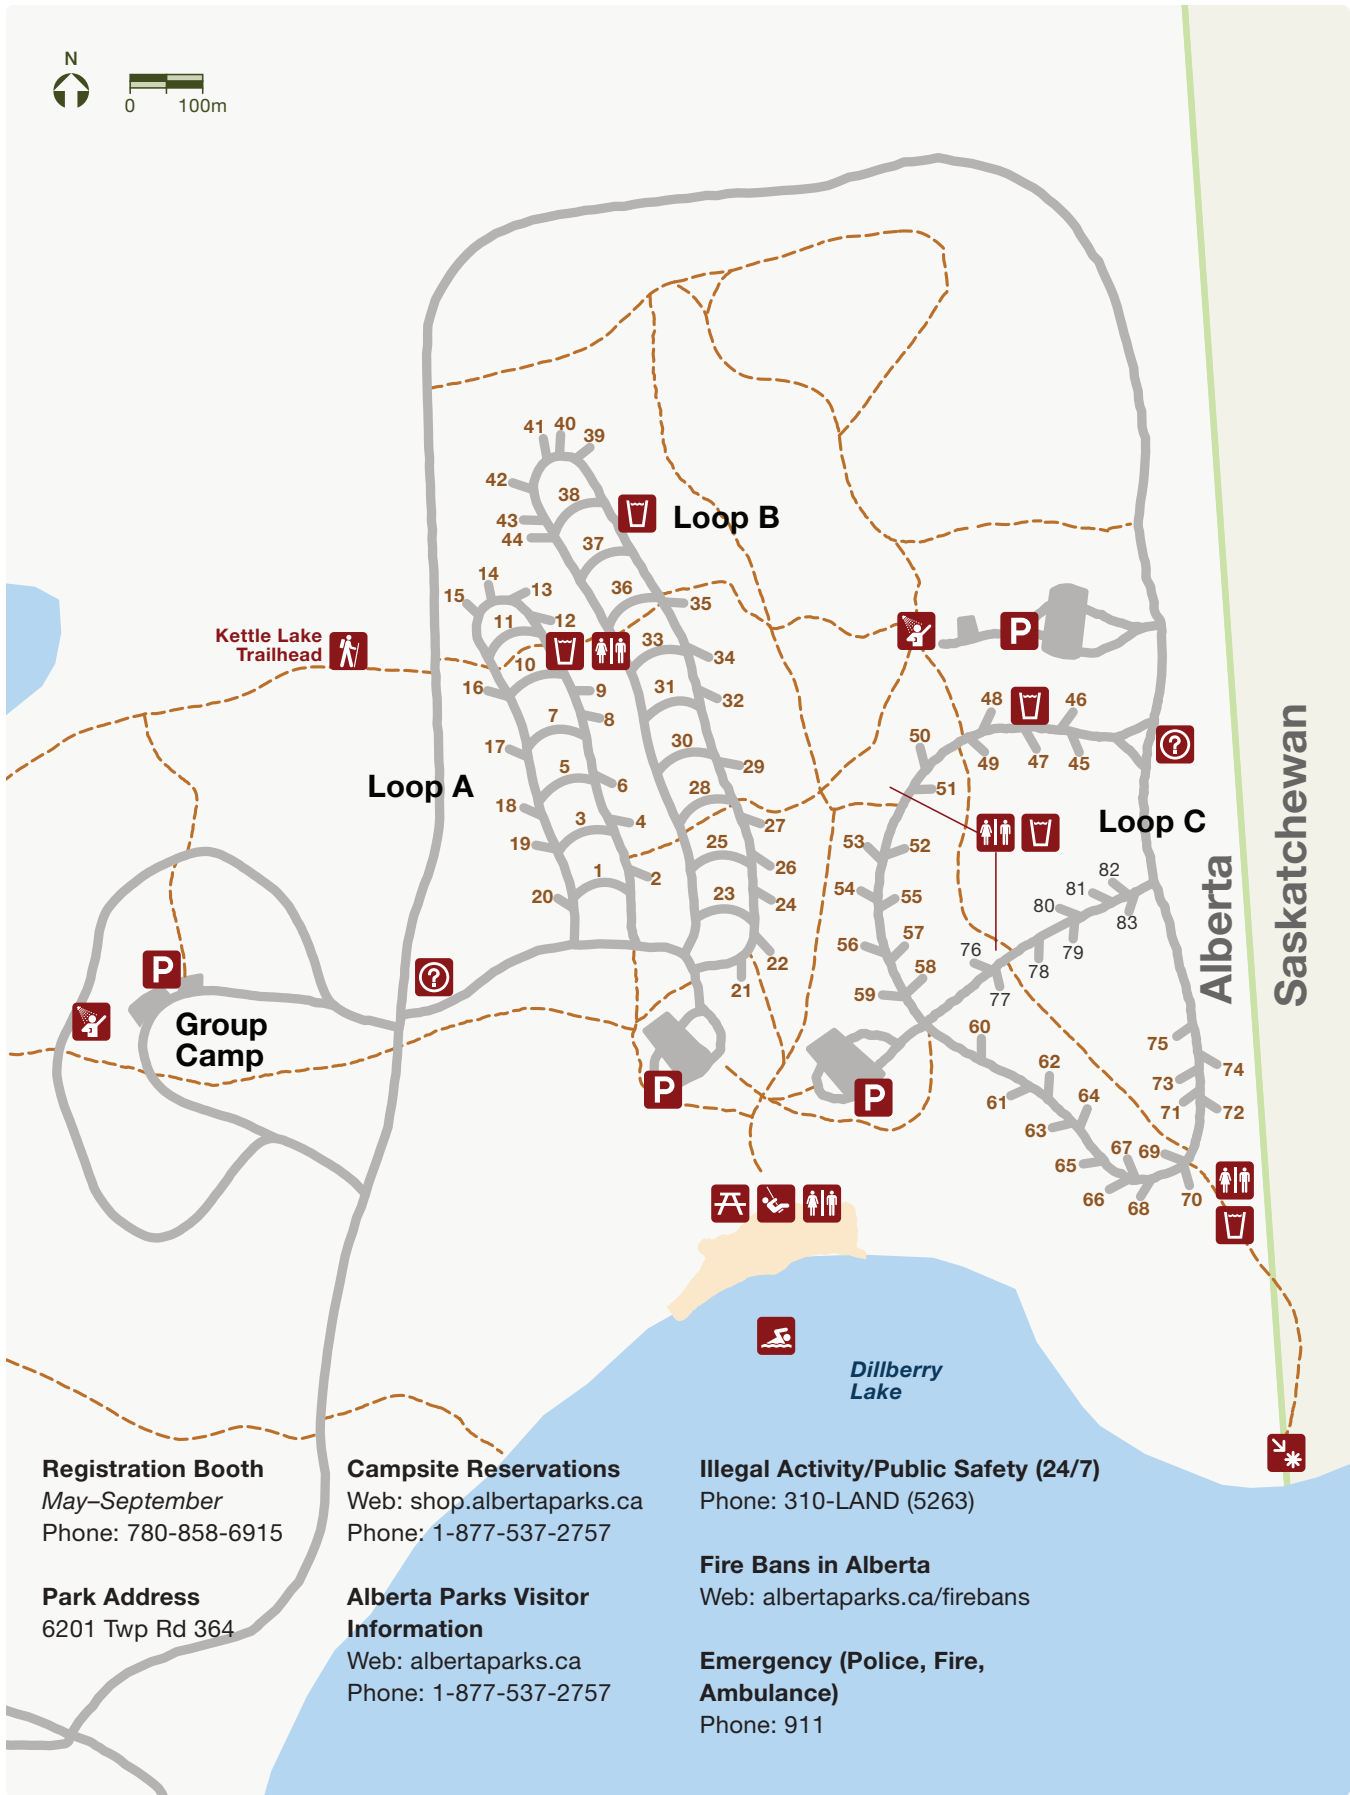 N
0 100m
41
40
39
42
38
43
44
Loop B
37
14
15
13
36
35
11
12
Kettle Lake
Trailhead
33
34
10
16
9
31
32
8
7
17
30
29
5
6
Loop A
28
18
3
4
27
19
25
26
1
2
20
23
24
22
21
P
48
46
50
49
47
45
?
51
Loop C
53
52
82
81
54
55
80
83
57
56
76
79
78
58
59
77
60
75
62
74
61
64
73
63
71
72
67
69
65
66
68
70
Alberta
Saskatchewan
P
?
Group
Camp
P
P
Dillberry
Lake
Registration Booth
May–September
Phone: 780-858-6915
Park Address
6201 Twp Rd 364
Campsite Reservations
Web: shop.albertaparks.ca
Phone: 1-877-537-2757
Alberta Parks Visitor
Information
Web: albertaparks.ca
Phone: 1-877-537-2757
Illegal Activity/Public Safety (24/7)
Phone: 310-LAND (5263)
Fire Bans in Alberta
Web: albertaparks.ca/firebans
Emergency (Police, Fire,
Ambulance)
Phone: 911